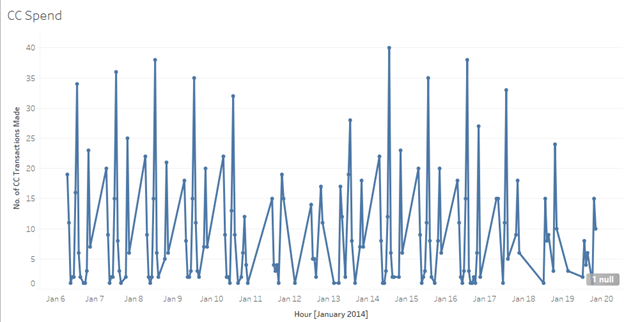 CC Spend
No. of CC Transactions Made
40
35
30
25
20
15
10
5
0
1 null
Jan 6 Jan 7 Jan 8 Jan 9 Jan 10 Jan 11 Jan 12 Jan 13 Jan 14 Jan 15 Jan 16 Jan 17 Jan 18 Jan 19 Jan 20
Hour [January 2014]